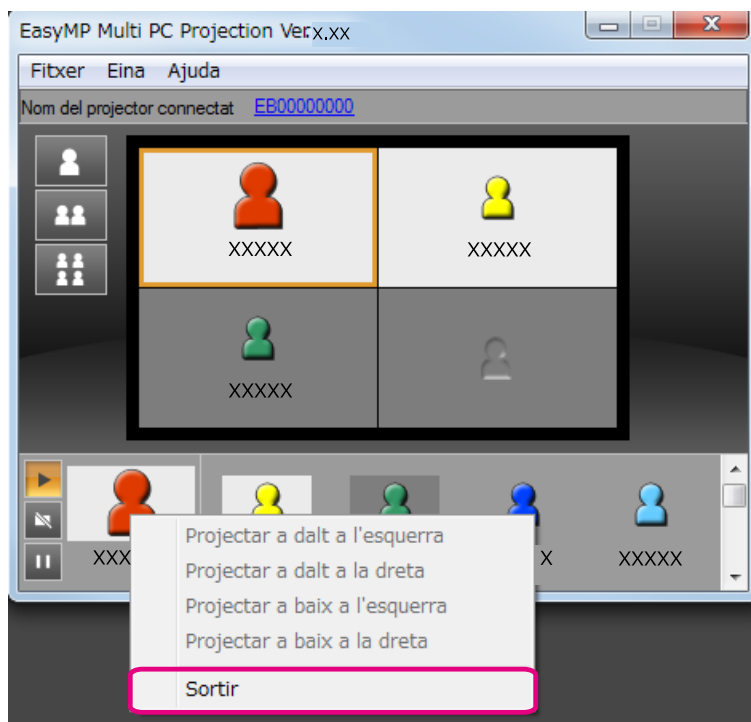 EasyMP Multi PC Projection Ver.x.xx
Fitxer Eina Ajuda
Nom del projector connectat EB00000000
XXXXX XXXXX
XXXXX
XXX X XXXXX
Projectar a dalt a l'esquerra
Projectar a dalt a la dreta
Projectar a baix a l'esquerra
Projectar a baix a la dreta
Sortir